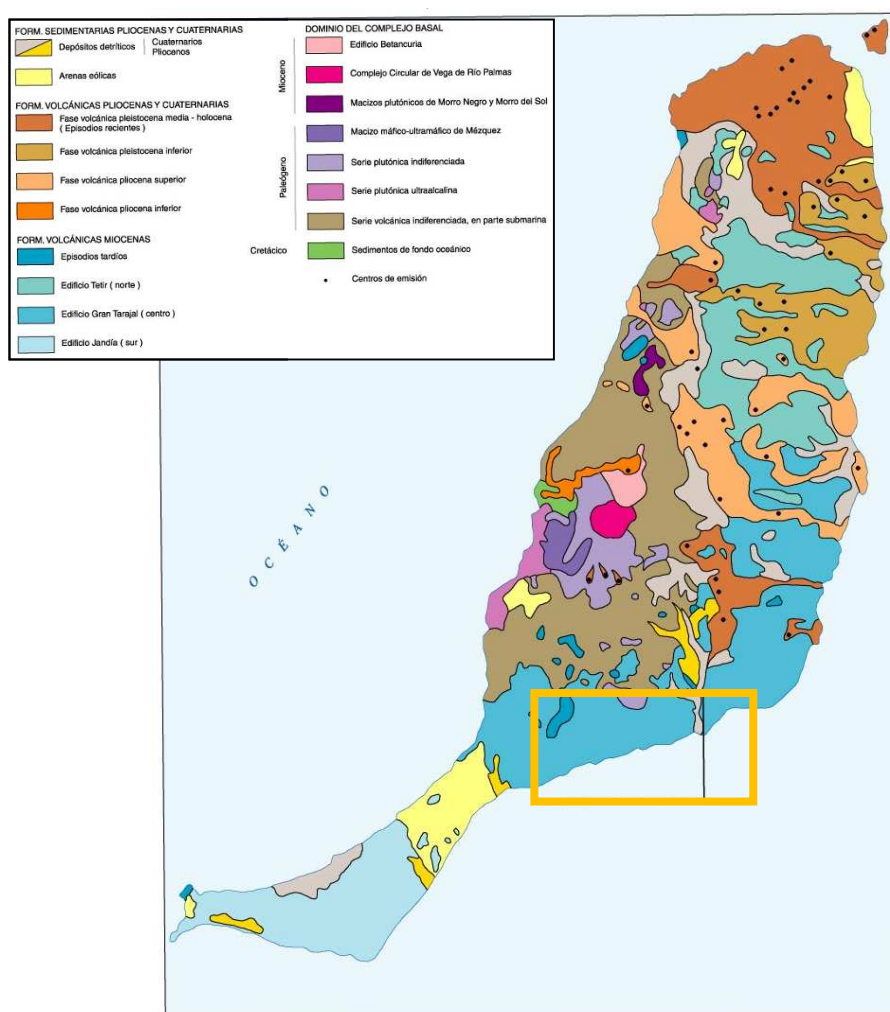 FORM. SEDIMENTARIAS PLIOCENAS Y CUATERNARIAS
Depósitos detríticos
Cuaternarios
Pliocenos
Arenas eólicas
FORM. VOLCÁNICAS PLIOCENAS Y CUATERNARIAS
Fase volcánica pleistocena media - holocena
( Episodios recientes )
Fase volcánica pleistocena inferior
Fase volcánica pliocena superior
Fase volcánica pliocena inferior
FORM. VOLCÁNICAS MIOCENAS
Episodios tardíos
Edificio Tetir ( norte )
Edificio Gran Tarajal ( centro )
Edificio Jandía ( sur )
DOMINIO DEL COMPLEJO BASAL
Mioceno
Edificio Betancuria
Complejo Circular de Vega de Río Palmas
Macizos plutónicos de Morro Negro y Morro del Sol
Paleógeno
Macizo máfico-ultramáfico de Mézquez
Serie plutónica indiferenciada
Serie plutónica ultraalcalina
Serie volcánica indiferenciada, en parte submarina
Cretácico
Sedimentos de fondo oceánico
Centros de emisión
OCÉANO